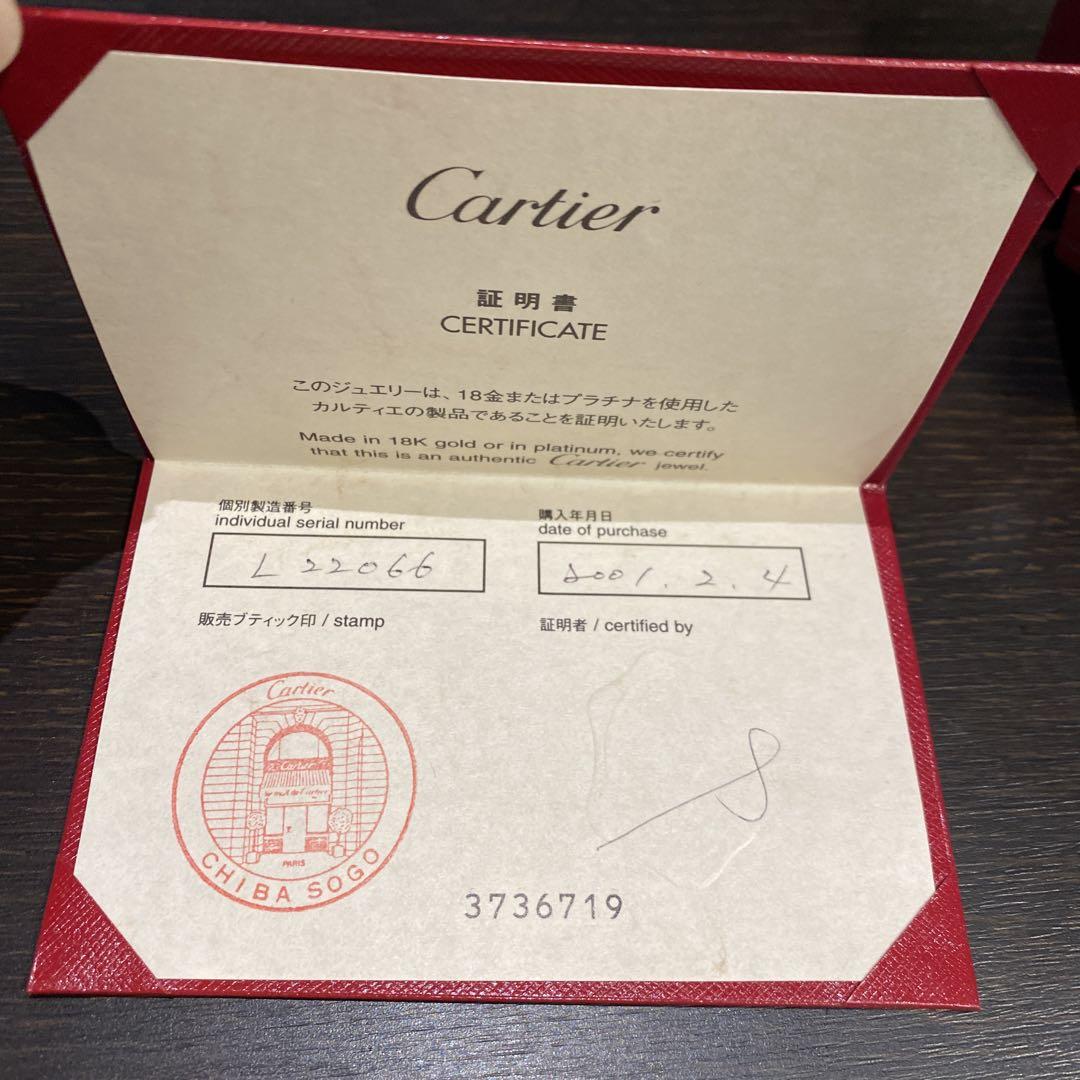 Cartier
証明書
CERTIFICATE
このジュエリーは、18金またはプラチナを使用した
カルティエの製品であることを証明いたします。
Made in 18K gold or in platinum, we certify
that this is an authentic Cartier jewel.
個別製造番号
individual serial number
L 22066
購入年月日
date of purchase
2001. 2. 4
販売ブティック印 / stamp
証明者 / certified by
Cartier
Cartier
PARIS
CHIBA SOGO
3736719